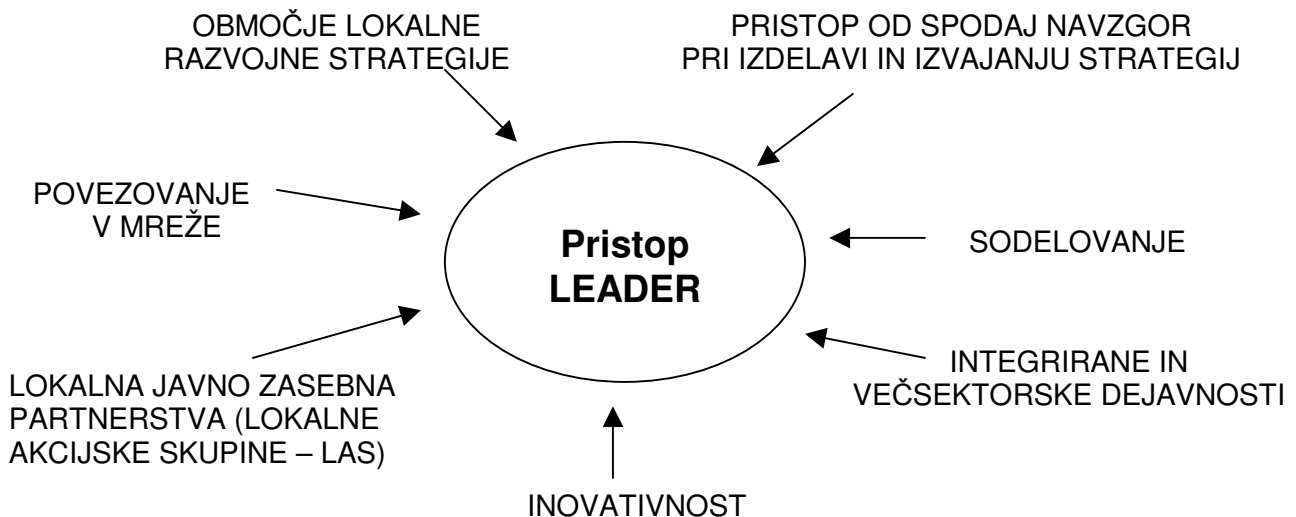 OBMOČJE LOKALNE
RAZVOJNE STRATEGIJE
PRISTOP OD SPODAJ NAVZGOR
PRI IZDELAVI IN IZVAJANJU STRATEGIJ
POVEZOVANJE
V MREŽE
Pristop
LEADER
SODELOVANJE
LOKALNA JAVNO ZASEBNA
PARTNERSTVA (LOKALNE
AKCIJSKE SKUPINE – LAS)
INTEGRIRANE IN
VEČSEKTORSKE DEJAVNOSTI
INOVATIVNOST